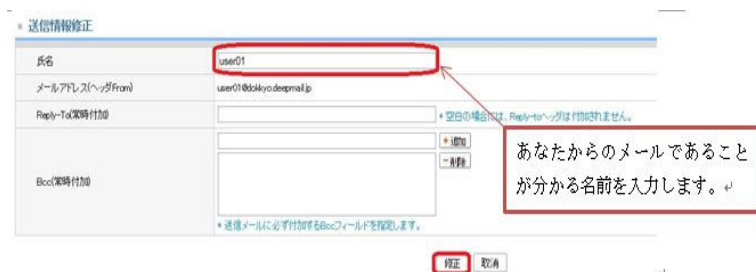 送信情報修正
氏名 user01
メールアドレス(ヘッダFrom) user01@dokkyo.deepmail.jp
Reply-To(常時付加) * 空白の場合には、Reply-toヘッダは付加されません。
+追加
-削除
Bcc(常時付加)
* 送信メールに必ず付加するBccフィールドを指定します。
あなたからのメールであること
が分かる名前を入力します。
修正 取消